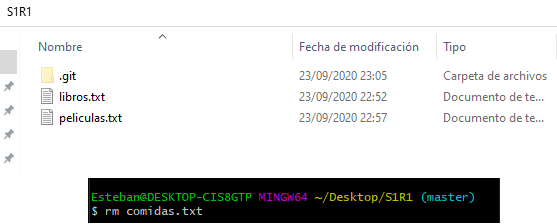 S1R1
Nombre Fecha de modificación Tipo
.git 23/09/2020 23:05 Carpeta de archivos
libros.txt 23/09/2020 22:52 Documento de te...
peliculas.txt 23/09/2020 22:57 Documento de te...
Esteban@DESKTOP-CIS8GTP MINGW64 ~/Desktop/S1R1 (master)
$ rm comidas.txt